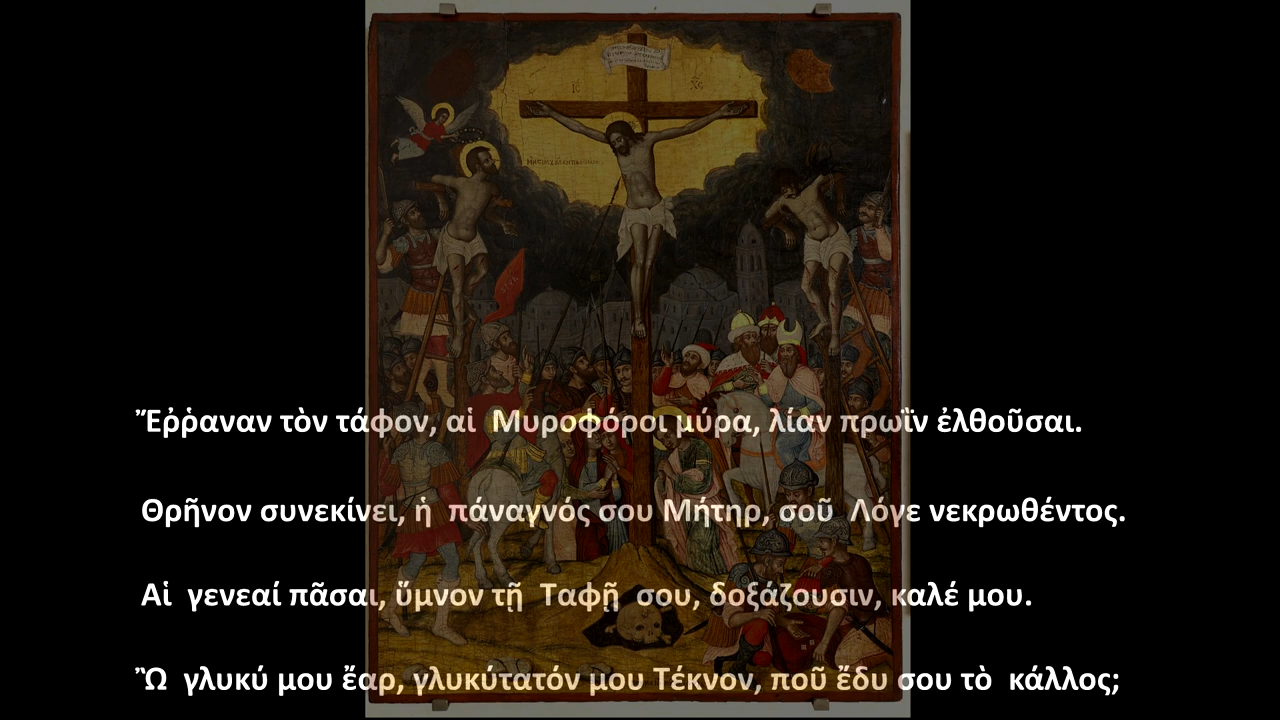 ΙC
ΧC
Ἔῤῥαναν τὸν τάφον, αἱ Μυροφόροι μύρα, λίαν πρωῒν ἐλθοῦσαι.
Θρῆνον συνεκίνει, ἡ πάναγνός σου Μήτηρ, σοῦ Λόγε νεκρωθέντος.
Αἱ γενεαί πᾶσαι, ὕμνον τῇ Ταφῇ σου, δοξάζουσιν, καλέ μου.
Ὢ γλυκύ μου ἔαρ, γλυκύτατόν μου Τέκνον, ποῦ ἔδυ σου τὸ κάλλος;